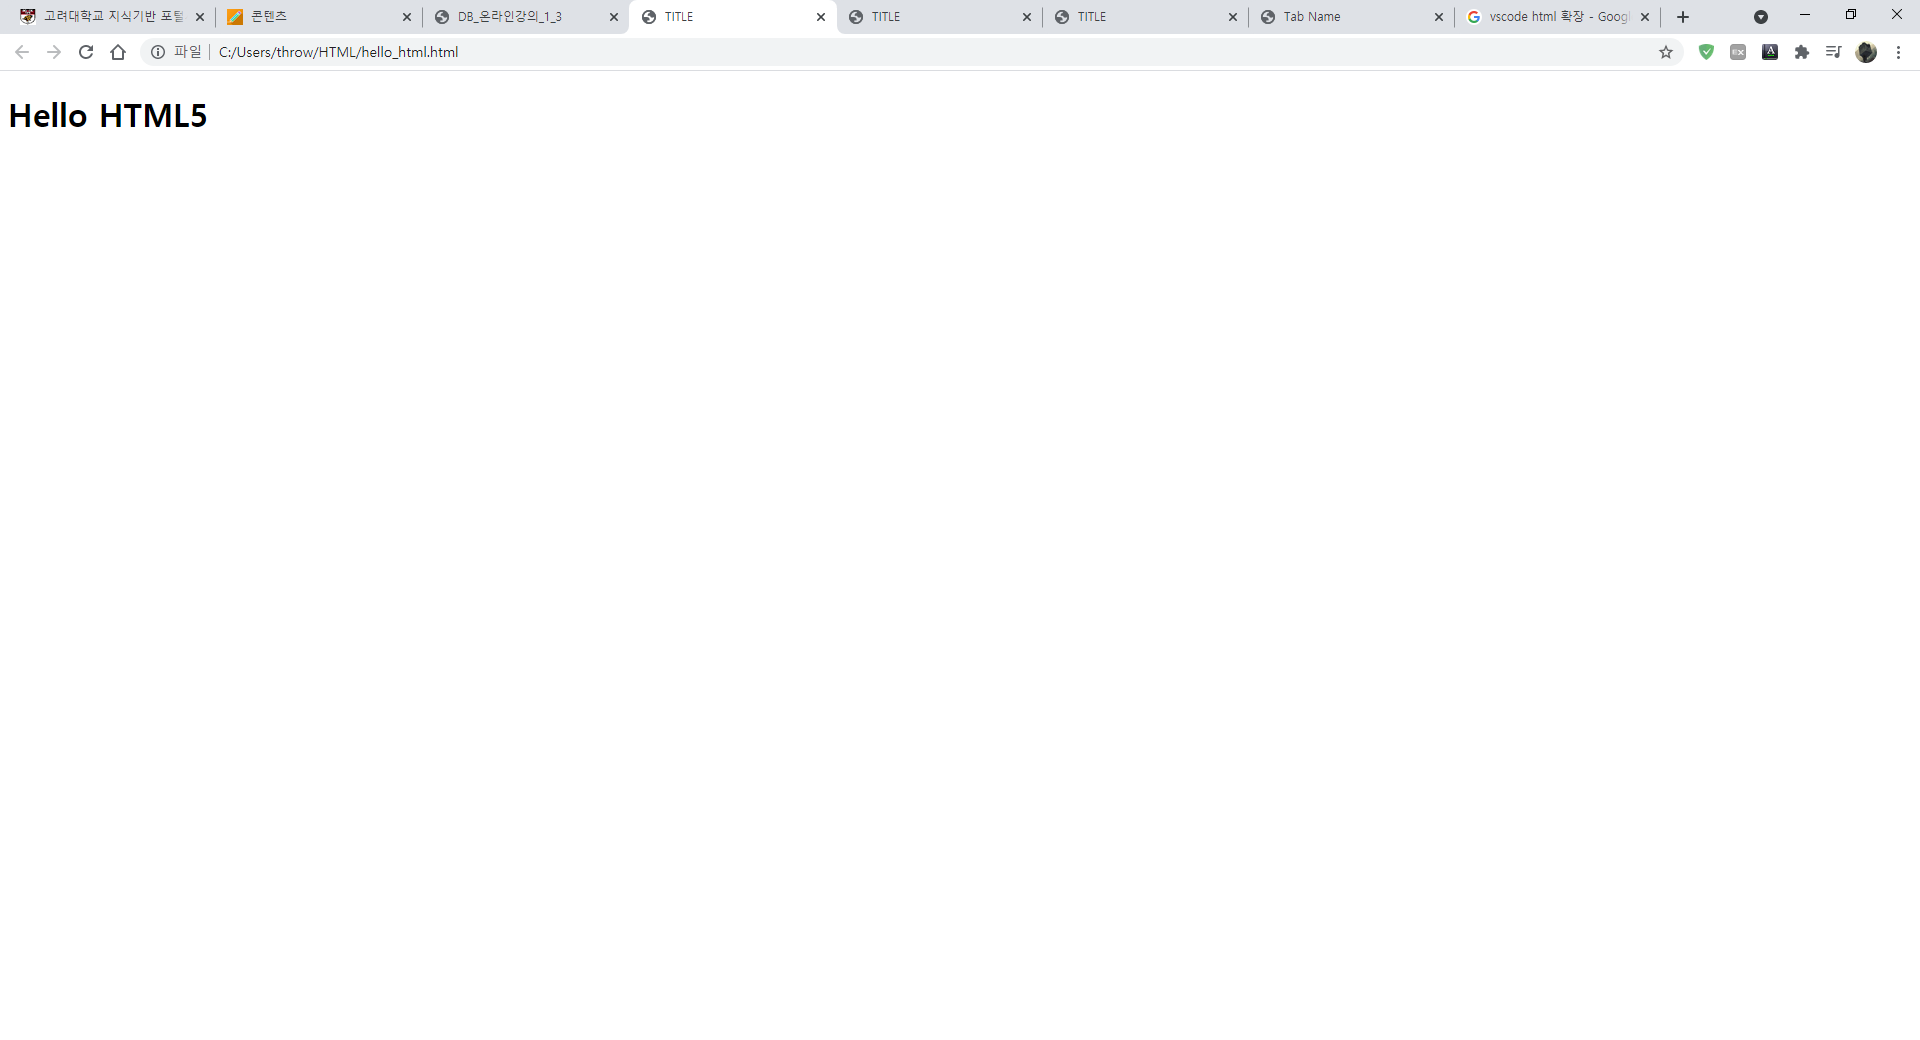 고려대학교 지식기반 포털
콘텐츠
DB_온라인강의_1_3
TITLE
TITLE
TITLE
Tab Name
vscode html 확장 - Googl
파일
C:/Users/throw/HTML/hello_html.html
EX
A
Hello HTML5